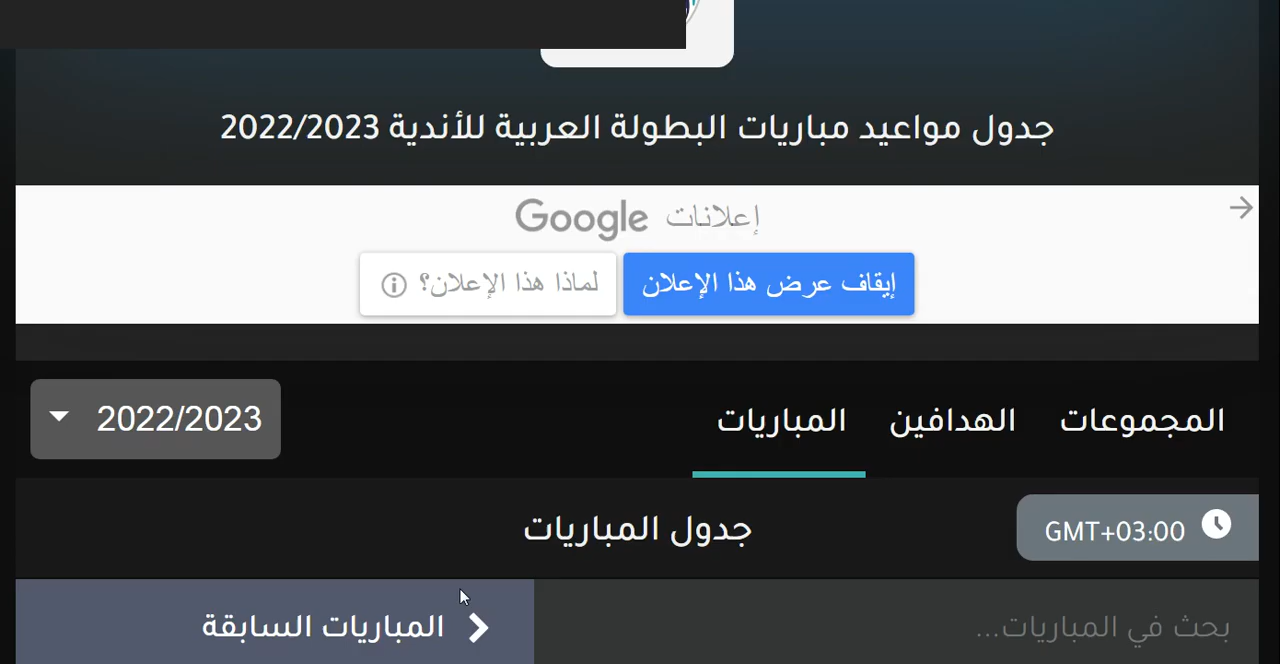 جدول مواعيد مباريات البطولة العربية للأندية 2022/2023
إعلانات Google
إيقاف عرض هذا الإعلان
لماذا هذا الإعلان؟
المجموعات
الهدافين
المباريات
2022/2023
GMT+03:00
جدول المباريات
بحث في المباريات...
المباريات السابقة